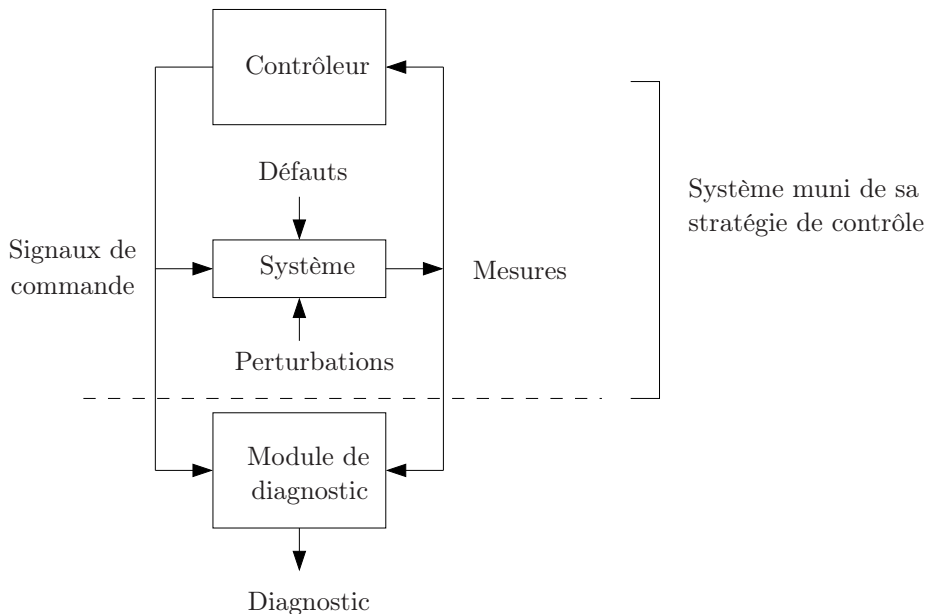 Contrôleur
Défauts
Système muni de sa
stratégie de contrôle
Signaux de
commande
Système
Mesures
Perturbations
Module de
diagnostic
Diagnostic